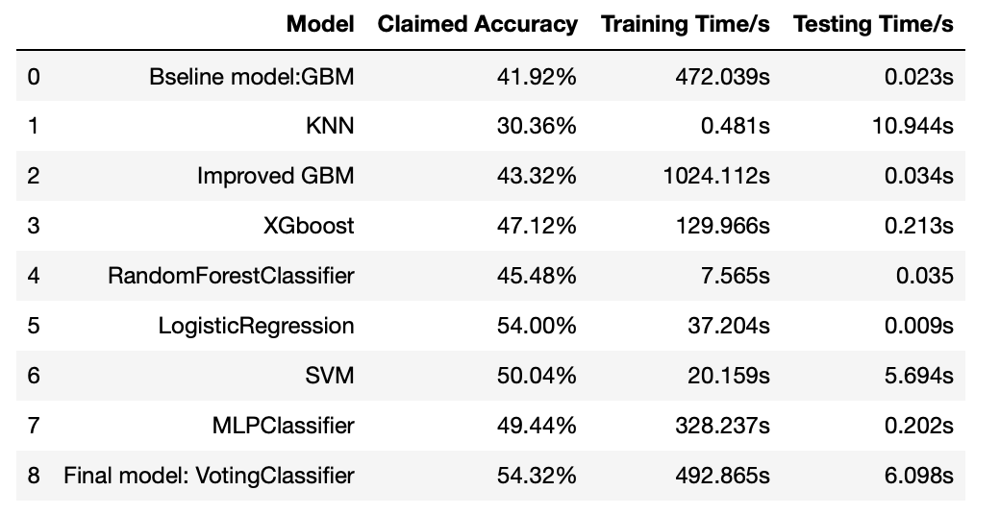 Model Claimed Accuracy Training Time/s Testing Time/s
0 Bseline model:GBM 41.92% 472.039s 0.023s
1 KNN 30.36% 0.481s 10.944s
2 Improved GBM 43.32% 1024.112s 0.034s
3 XGboost 47.12% 129.966s 0.213s
4 RandomForestClassifier 45.48% 7.565s 0.035
5 LogisticRegression 54.00% 37.204s 0.009s
6 SVM 50.04% 20.159s 5.694s
7 MLPClassifier 49.44% 328.237s 0.202s
8 Final model: VotingClassifier 54.32% 492.865s 6.098s